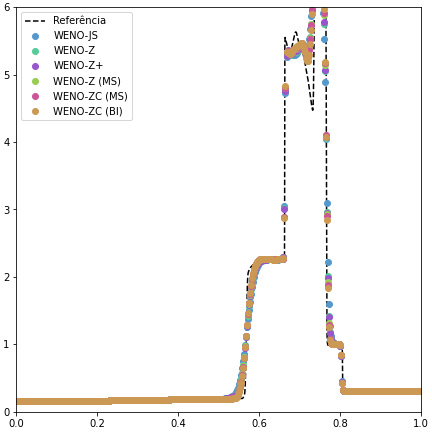 6
5
4
3
2
1
0
0.0 0.2 0.4 0.6 0.8 1.0
Referência
WENO-JS
WENO-Z
WENO-Z+
WENO-Z (MS)
WENO-ZC (MS)
WENO-ZC (BI)